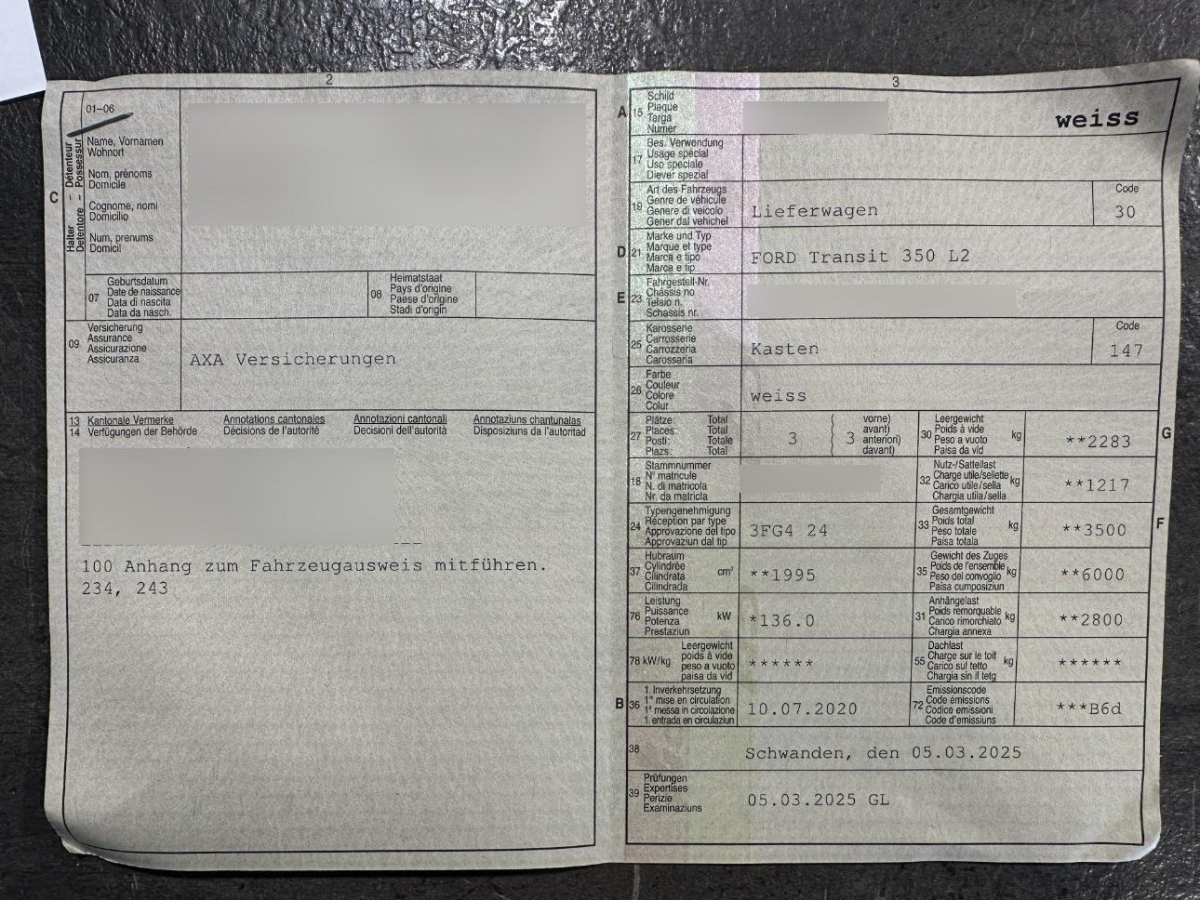 2
01–06
C
Halter - Détenteur
Detentore - Possessur
Name, Vornamen
Wohnort
Nom, prénoms
Domicile
Cognome, nomi
Domicilio
Num, prenums
Domicil
07
Geburtsdatum
Date de naissance
Data di nascita
Data da nasch.
08
Heimatstaat
Pays d'origine
Paese d'origine
Stadi d'origin
09
Versicherung
Assurance
Assicurazione
Assicuranza
AXA Versicherungen
13 Kantonale Vermerke Annotations cantonales Annotazioni cantonali Annotaziuns chantunalas
14 Verfügungen der Behörde Décisions de l'autorité Decisioni dell'autorità Disposiziuns da l'autoritad
100 Anhang zum Fahrzeugausweis mitführen.
234, 243
3
A 15
Schild
Plaque
Targa
Numer
weiss
17
Bes. Verwendung
Usage spécial
Uso speciale
Diever spezial
19
Art des Fahrzeugs
Genre de véhicule
Genere di veicolo
Gener dal vehichel
Lieferwagen
Code
30
D 21
Marke und Typ
Marque et type
Marca e tipo
Marca e tip
FORD Transit 350 L2
E 23
Fahrgestell-Nr.
Châssis no
Telaio n.
Schassis nr.
25
Karosserie
Carrosserie
Carrozzeria
Carossaria
Kasten
Code
147
26
Farbe
Couleur
Colore
Colur
weiss
27
Plätze: Total
Places: Total
Posti: Totale
Plazs: Total
3
3
vorne)
avant)
anteriori)
davant)
30
Leergewicht
Poids à vide
Peso a vuoto
Paisa da vid
kg
**2283
G
18
Stammnummer
N° matricule
N. di matricola
Nr. da matricla
32
Nutz-/Sattellast
Charge utile/sellette
Carico utile/sella
Chargia utila/sella
kg
**1217
24
Typengenehmigung
Réception par type
Approvazione del tipo
Approvaziun dal tip
3FG4 24
33
Gesamtgewicht
Poids total
Peso totale
Paisa totala
kg
**3500
F
37
Hubraum
Cylindrée
Cilindrata
Cilindrada
cm³
**1995
35
Gewicht des Zuges
Poids de l'ensemble
Peso del convoglio
Paisa cumposiziun
kg
**6000
76
Leistung
Puissance
Potenza
Prestaziun
kW
*136.0
31
Anhängelast
Poids remorquable
Carico rimorchiato
Chargia annexa
kg
**2800
78 kW/kg
Leergewicht
poids à vide
peso a vuoto
paisa da vid
******
55
Dachlast
Charge sur le toit
Carico sul tetto
Chargia sin il tetg
kg
******
B 36
1. Inverkehrsetzung
1re mise en circulation
1a messa in circolazione
1. entrada en circulaziun
10.07.2020
72
Emissionscode
Code émissions
Codice emissioni
Code d'emissiuns
***B6d
38
Schwanden, den 05.03.2025
39
Prüfungen
Expertises
Perizie
Examinaziuns
05.03.2025 GL